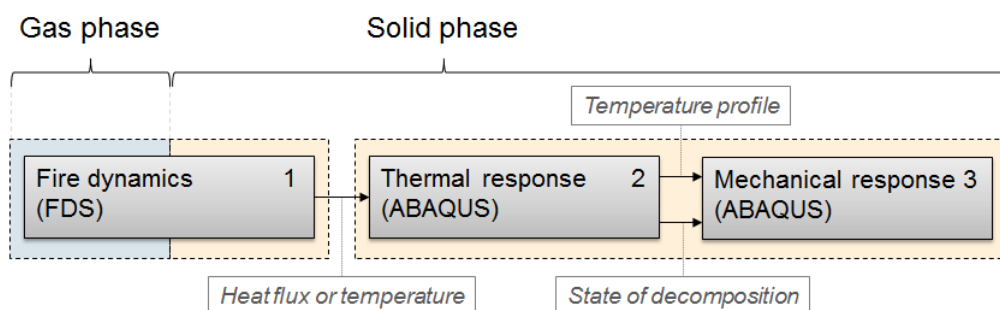 Gas phase
Solid phase
Temperature profile
Fire dynamics 1
(FDS)
Thermal response 2
(ABAQUS)
Mechanical response 3
(ABAQUS)
Heat flux or temperature
State of decomposition